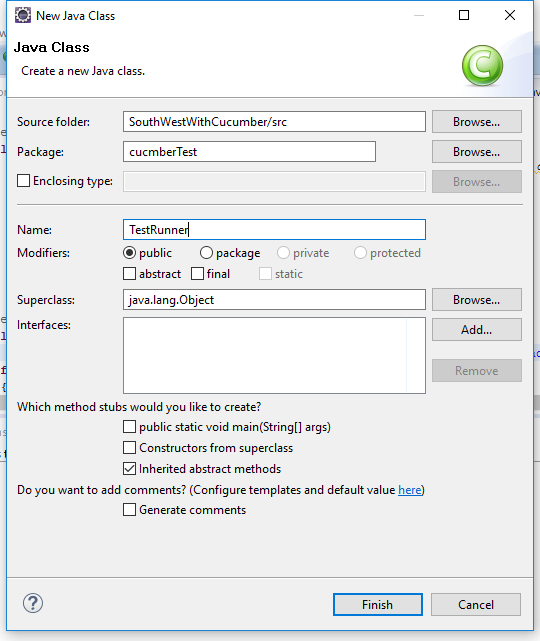 New Java Class
Java Class
Create a new Java class.
C
Source folder: SouthWestWithCucumber/src Browse...
Package: cucmberTest Browse...
Enclosing type: Browse...
Name: TestRunner
Modifiers: public package private protected
abstract final static
Superclass: java.lang.Object Browse...
Interfaces: Add...
Remove
Which method stubs would you like to create?
public static void main(String[] args)
Constructors from superclass
Inherited abstract methods
Do you want to add comments? (Configure templates and default value here)
Generate comments
? Finish Cancel